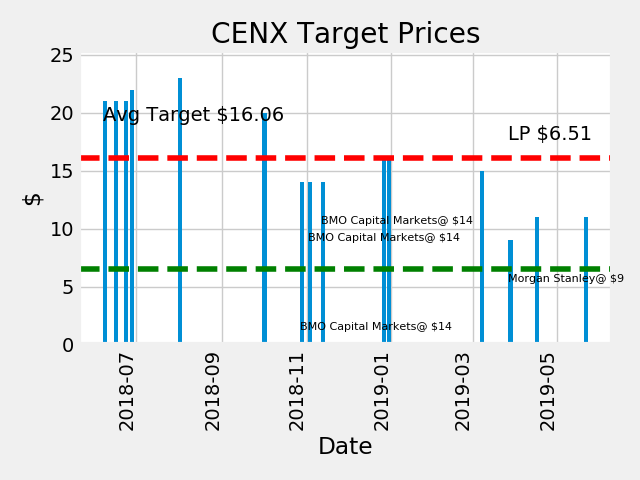 CENX Target Prices
25
20
15
10
5
0
$
Avg Target $16.06
LP $6.51
BMO Capital Markets@ $14
BMO Capital Markets@ $14
Morgan Stanley@ $9
BMO Capital Markets@ $14
2018-07
2018-09
2018-11
2019-01
2019-03
2019-05
Date